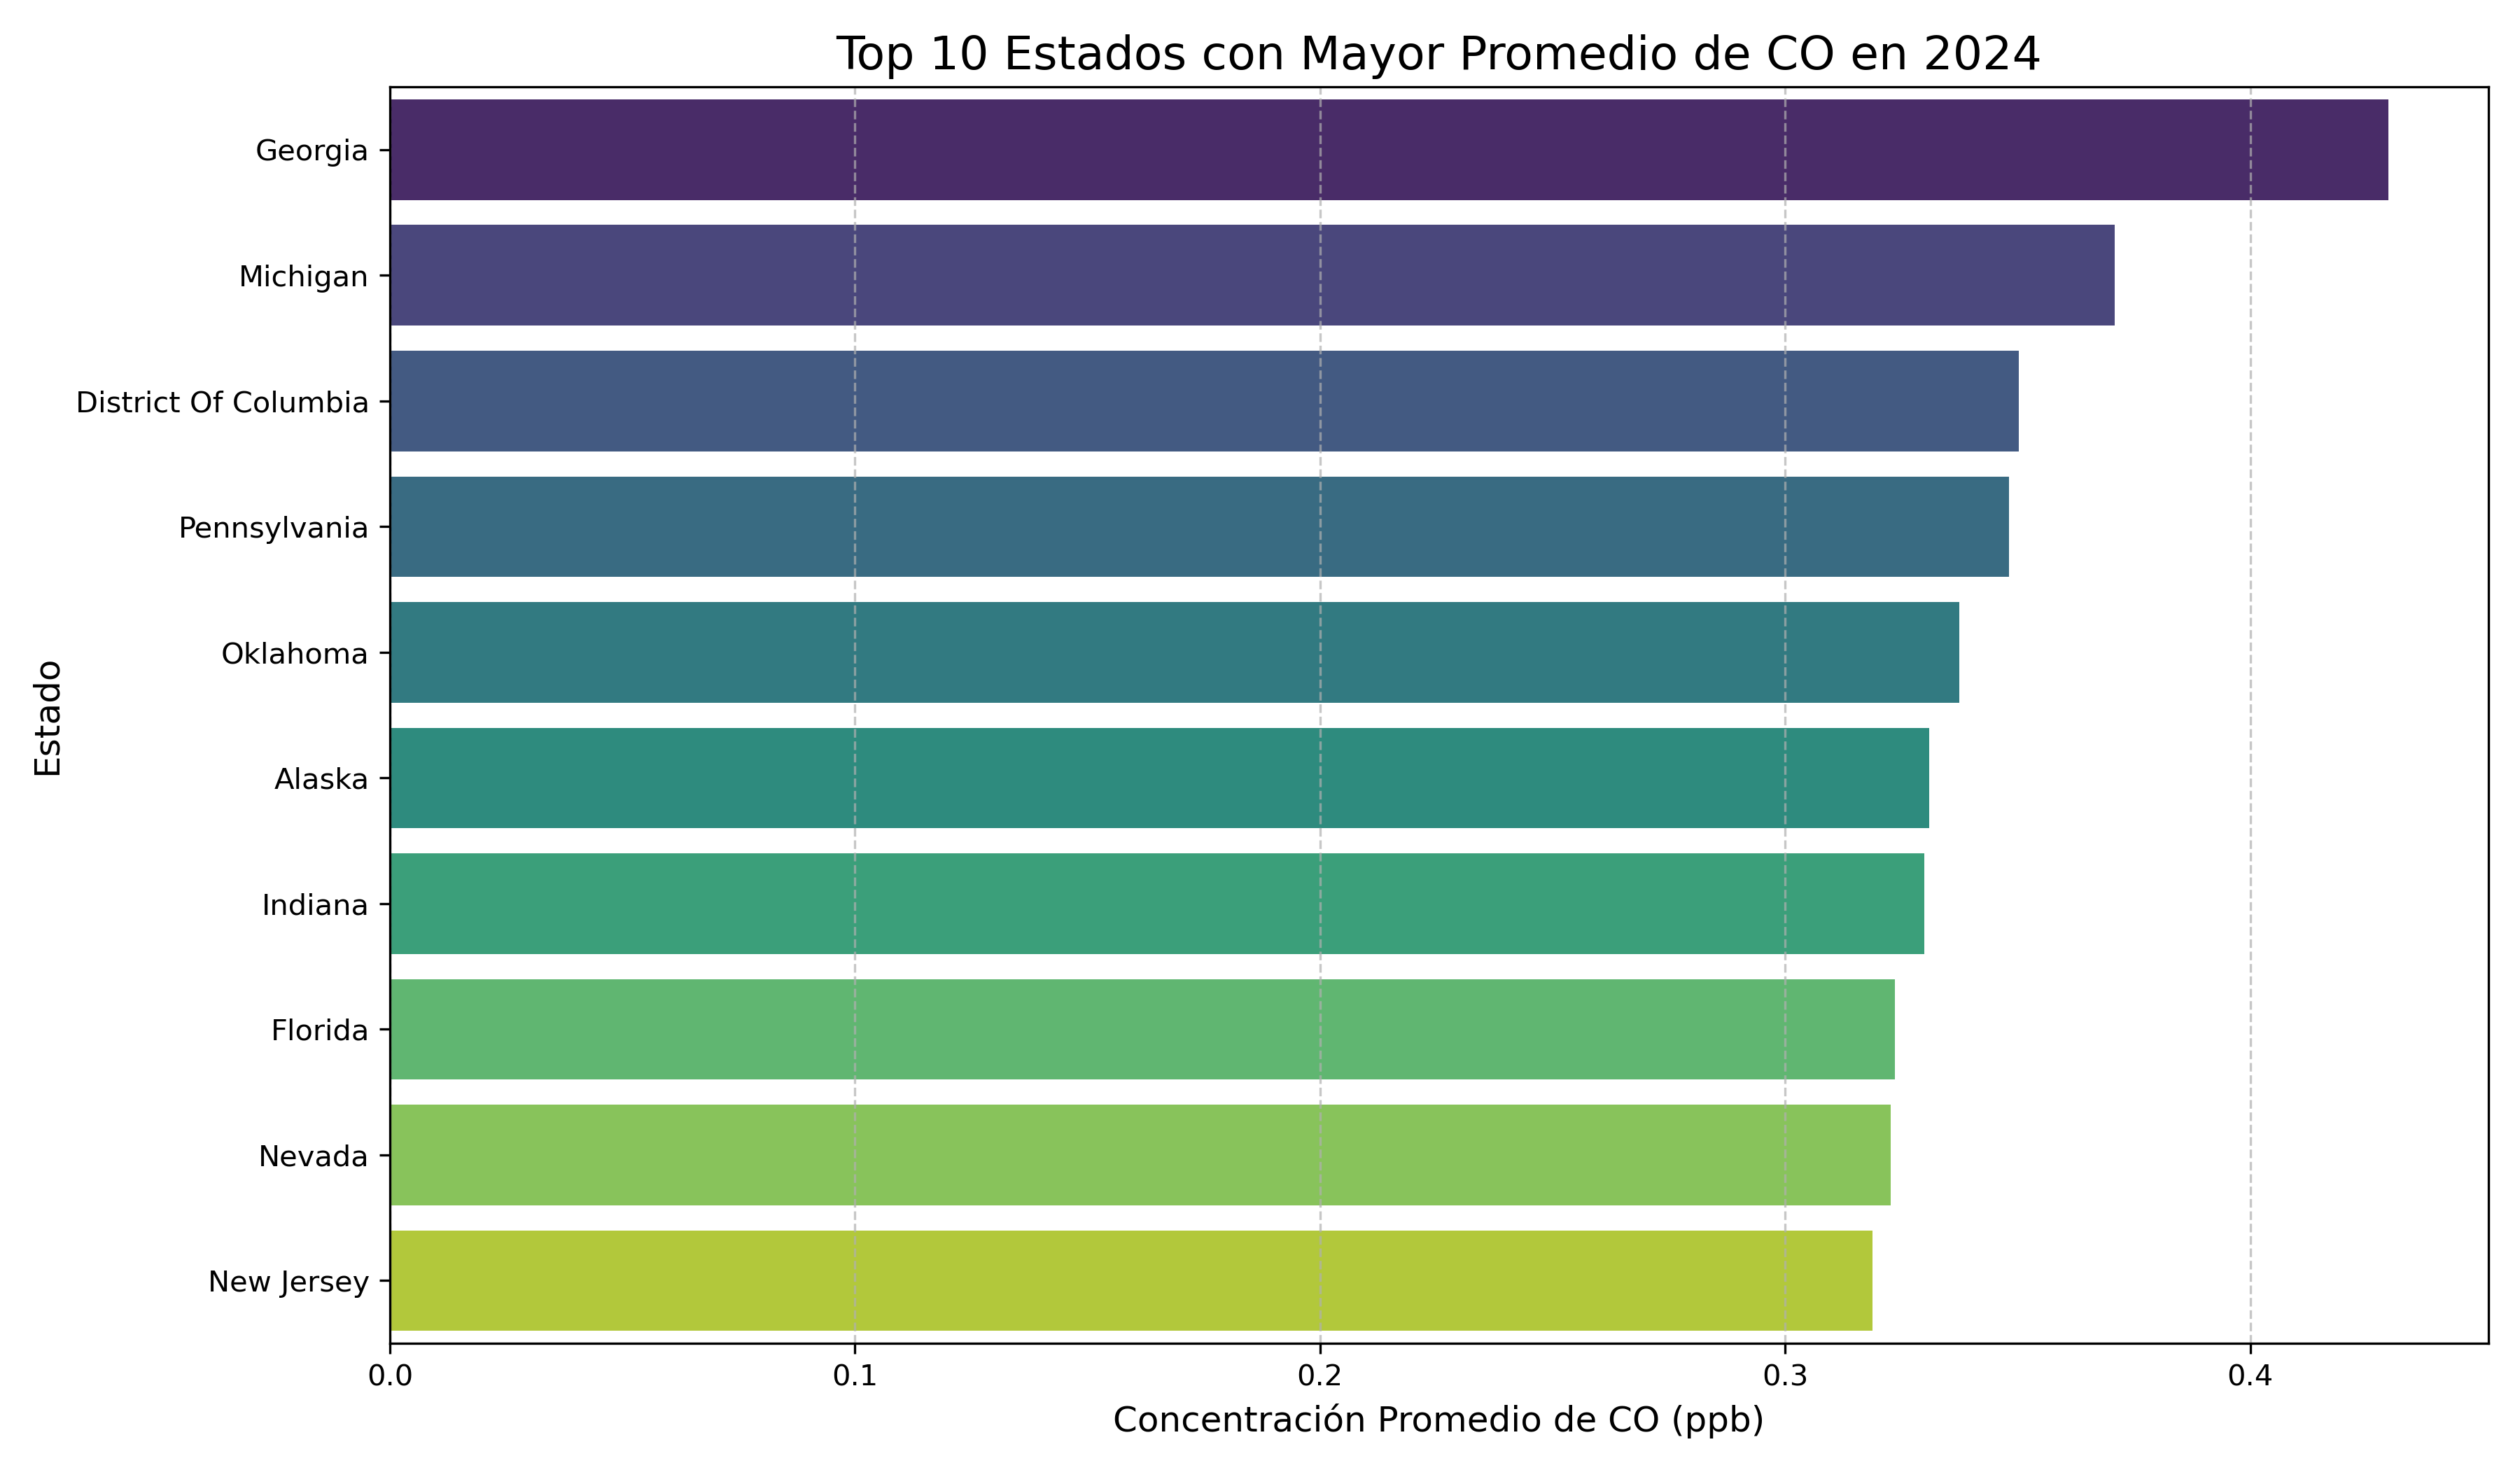 Top 10 Estados con Mayor Promedio de CO en 2024
Estado
Georgia
Michigan
District Of Columbia
Pennsylvania
Oklahoma
Alaska
Indiana
Florida
Nevada
New Jersey
0.0 0.1 0.2 0.3 0.4
Concentración Promedio de CO (ppb)